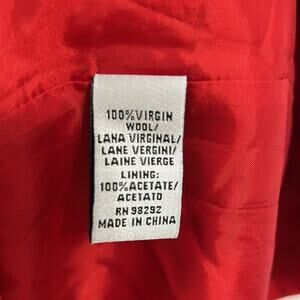 100%VIRGIN
WOOL/
LANA VIRGINAL/
LANE VERGINI/
LAINE VIERGE
LINING:
100%ACETATE/
ACETATO
RN 98292
MADE IN CHINA